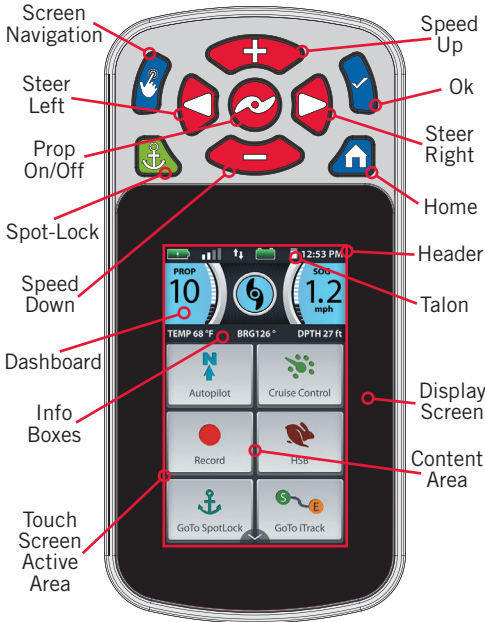 Screen
Navigation
Speed
Up
Steer
Left
Ok
Prop
On/Off
Steer
Right
Home
Spot-Lock
Header
12:53 PM
Speed
Down
PROP
10
SOG
1.2
mph
Talon
TEMP 68 °F
BRG126 °
DPTH 27 ft
Dashboard
N
Autopilot
Cruise Control
Info
Boxes
Display
Screen
Record
HSB
Content
Area
S
E
GoTo SpotLock
GoTo iTrack
Touch
Screen
Active
Area